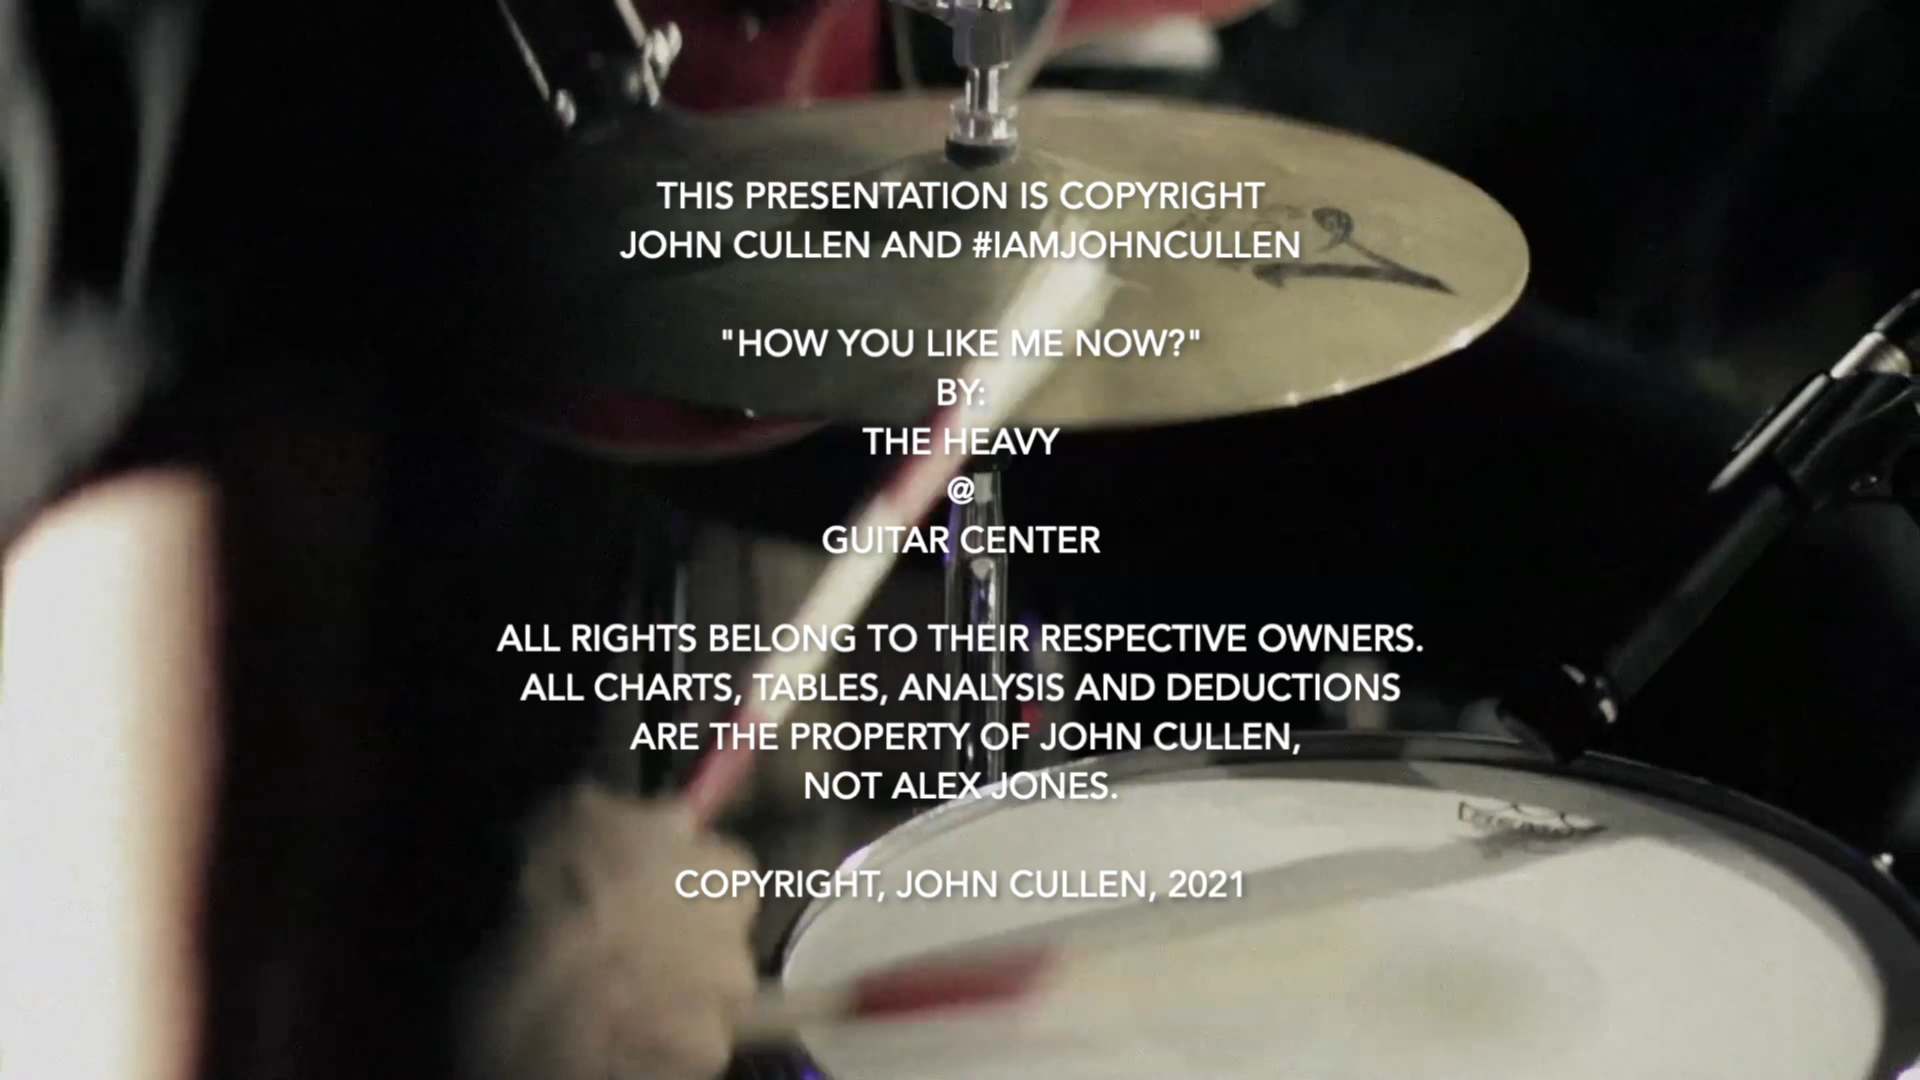 THIS PRESENTATION IS COPYRIGHT
JOHN CULLEN AND #IAMJOHNCULLEN
"HOW YOU LIKE ME NOW?"
BY:
THE HEAVY
@
GUITAR CENTER
ALL RIGHTS BELONG TO THEIR RESPECTIVE OWNERS.
ALL CHARTS, TABLES, ANALYSIS AND DEDUCTIONS
ARE THE PROPERTY OF JOHN CULLEN,
NOT ALEX JONES.
COPYRIGHT, JOHN CULLEN, 2021